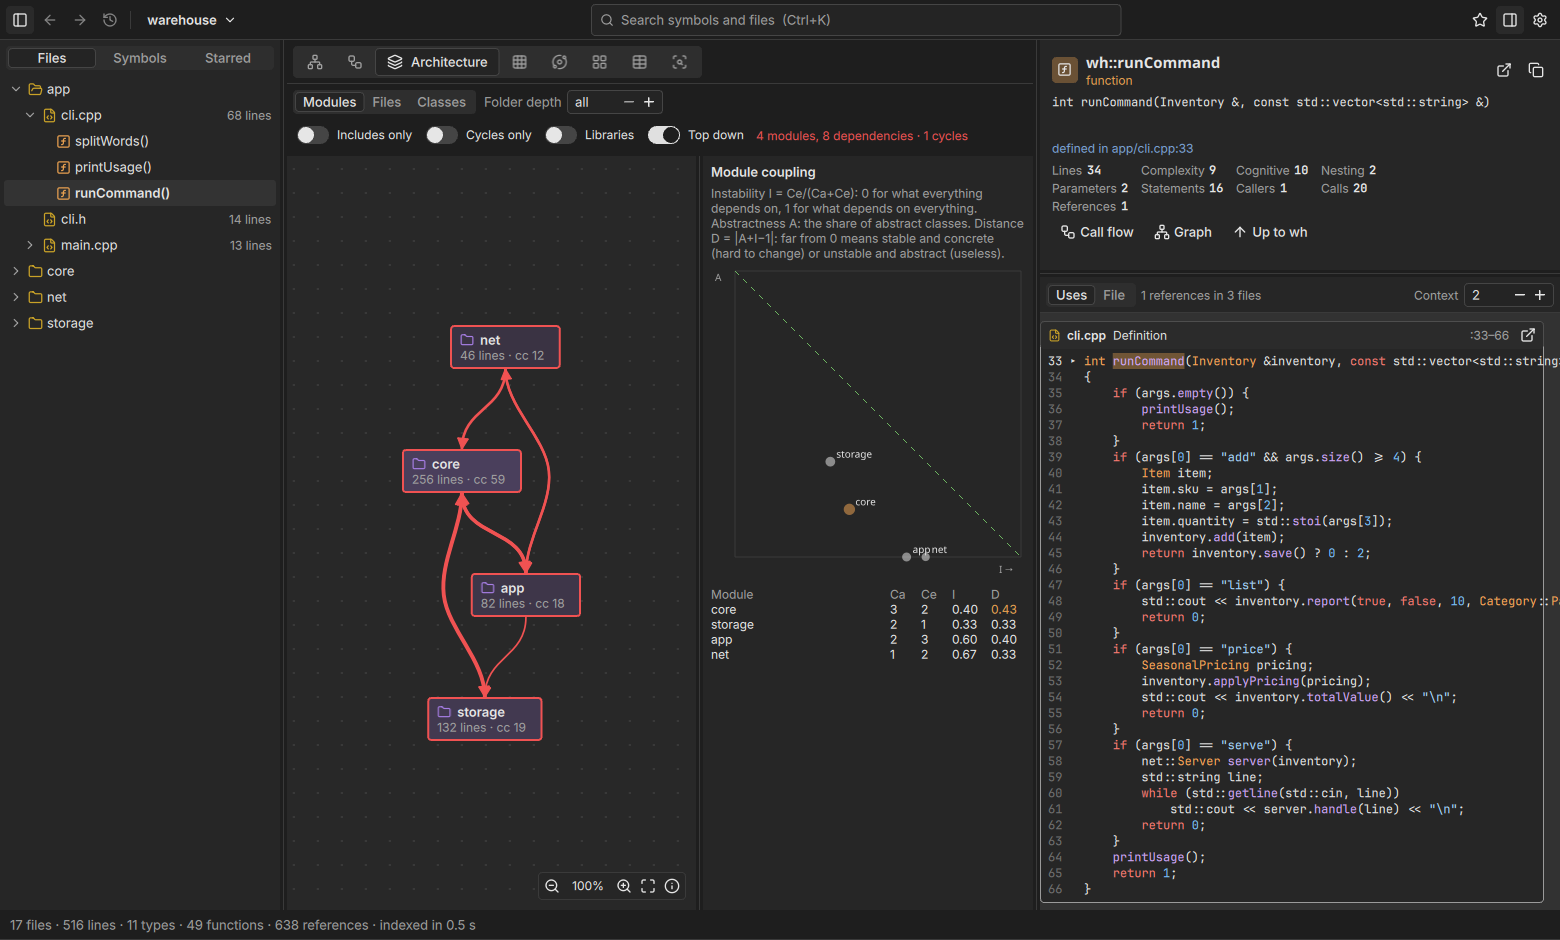 warehouse
Search symbols and files (Ctrl+K)
Files Symbols Starred
app
cli.cpp 68 lines
splitWords()
printUsage()
runCommand()
cli.h 14 lines
main.cpp 13 lines
core
net
storage
Architecture
Modules Files Classes Folder depth all
Includes only Cycles only Libraries Top down 4 modules, 8 dependencies · 1 cycles
net
46 lines · cc 12
core
256 lines · cc 59
app
82 lines · cc 18
storage
132 lines · cc 19
100%
Module coupling
Instability I = Ce/(Ca+Ce): 0 for what everything
depends on, 1 for what depends on everything.
Abstractness A: the share of abstract classes. Distance
D = |A+I−1|: far from 0 means stable and concrete
(hard to change) or unstable and abstract (useless).
A
storage
core
app net
I→
Module Ca Ce I D
core 3 2 0.40 0.43
storage 2 1 0.33 0.33
app 2 3 0.60 0.40
net 1 2 0.67 0.33
wh::runCommand
function
int runCommand(Inventory &, const std::vector<std::string> &)
defined in app/cli.cpp:33
Lines 34 Complexity 9 Cognitive 10 Nesting 2
Parameters 2 Statements 16 Callers 1 Calls 20
References 1
Call flow Graph Up to wh
Uses File 1 references in 3 files Context 2
cli.cpp Definition :33–66
33 int runCommand(Inventory &inventory, const std::vector<std::string>
34 {
35 if (args.empty()) {
36 printUsage();
37 return 1;
38 }
39 if (args[0] == "add" && args.size() >= 4) {
40 Item item;
41 item.sku = args[1];
42 item.name = args[2];
43 item.quantity = std::stoi(args[3]);
44 inventory.add(item);
45 return inventory.save() ? 0 : 2;
46 }
47 if (args[0] == "list") {
48 std::cout << inventory.report(true, false, 10, Category::P
49 return 0;
50 }
51 if (args[0] == "price") {
52 SeasonalPricing pricing;
53 inventory.applyPricing(pricing);
54 std::cout << inventory.totalValue() << "\n";
55 return 0;
56 }
57 if (args[0] == "serve") {
58 net::Server server(inventory);
59 std::string line;
60 while (std::getline(std::cin, line))
61 std::cout << server.handle(line) << "\n";
62 return 0;
63 }
64 printUsage();
65 return 1;
66 }
17 files · 516 lines · 11 types · 49 functions · 638 references · indexed in 0.5 s